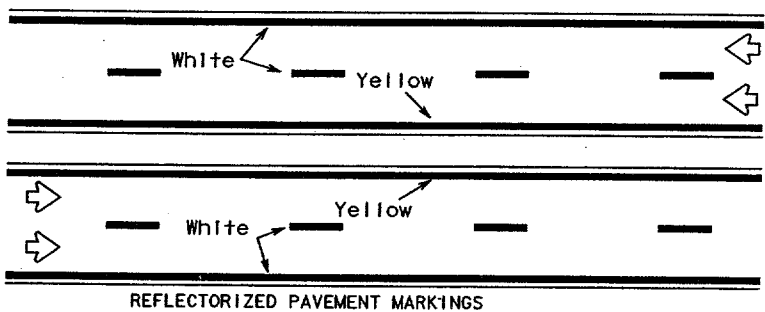 White
Yellow
Yellow
White
REFLECTORIZED PAVEMENT MARKINGS